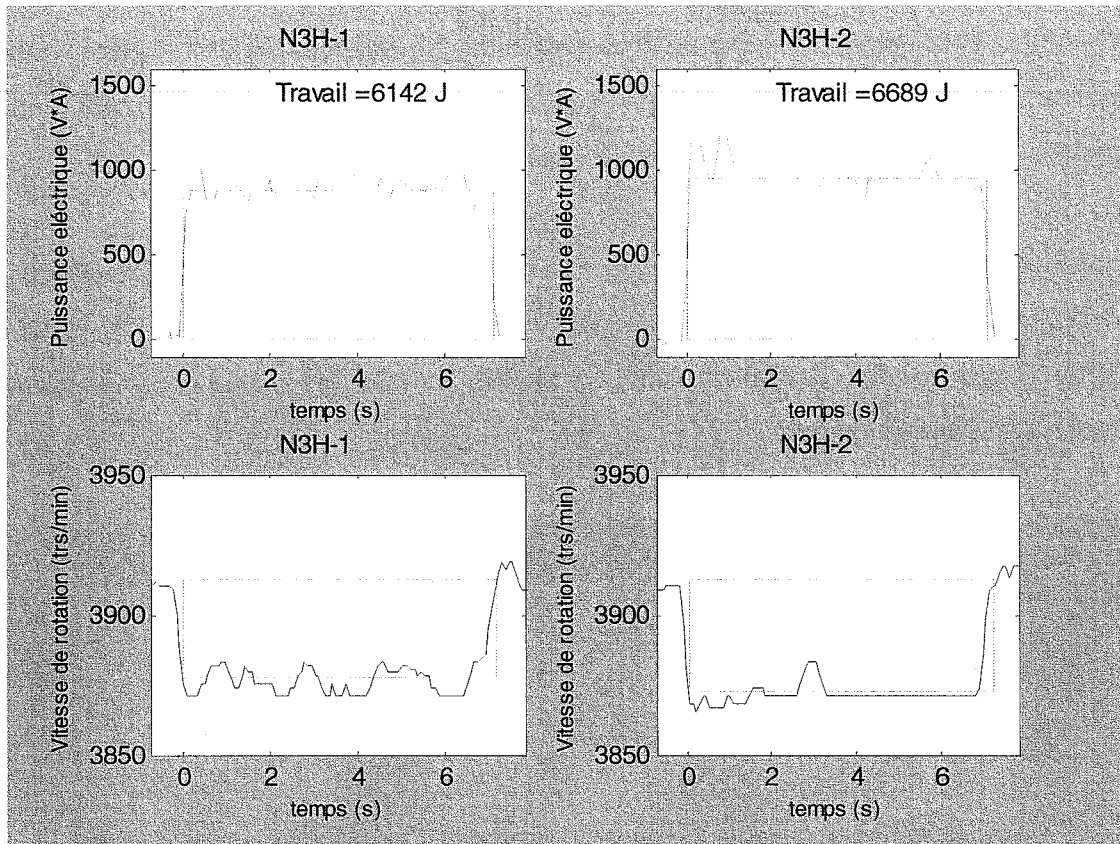 N3H-1
Puissance eléctrique (V*A)
1500
1000
500
0
Travail =6142 J
0 2 4 6
temps (s)
N3H-2
Puissance eléctrique (V*A)
1500
1000
500
0
Travail =6689 J
0 2 4 6
temps (s)
N3H-1
Vitesse de rotation (trs/min)
3950
3900
3850
0 2 4 6
temps (s)
N3H-2
Vitesse de rotation (trs/min)
3950
3900
3850
0 2 4 6
temps (s)